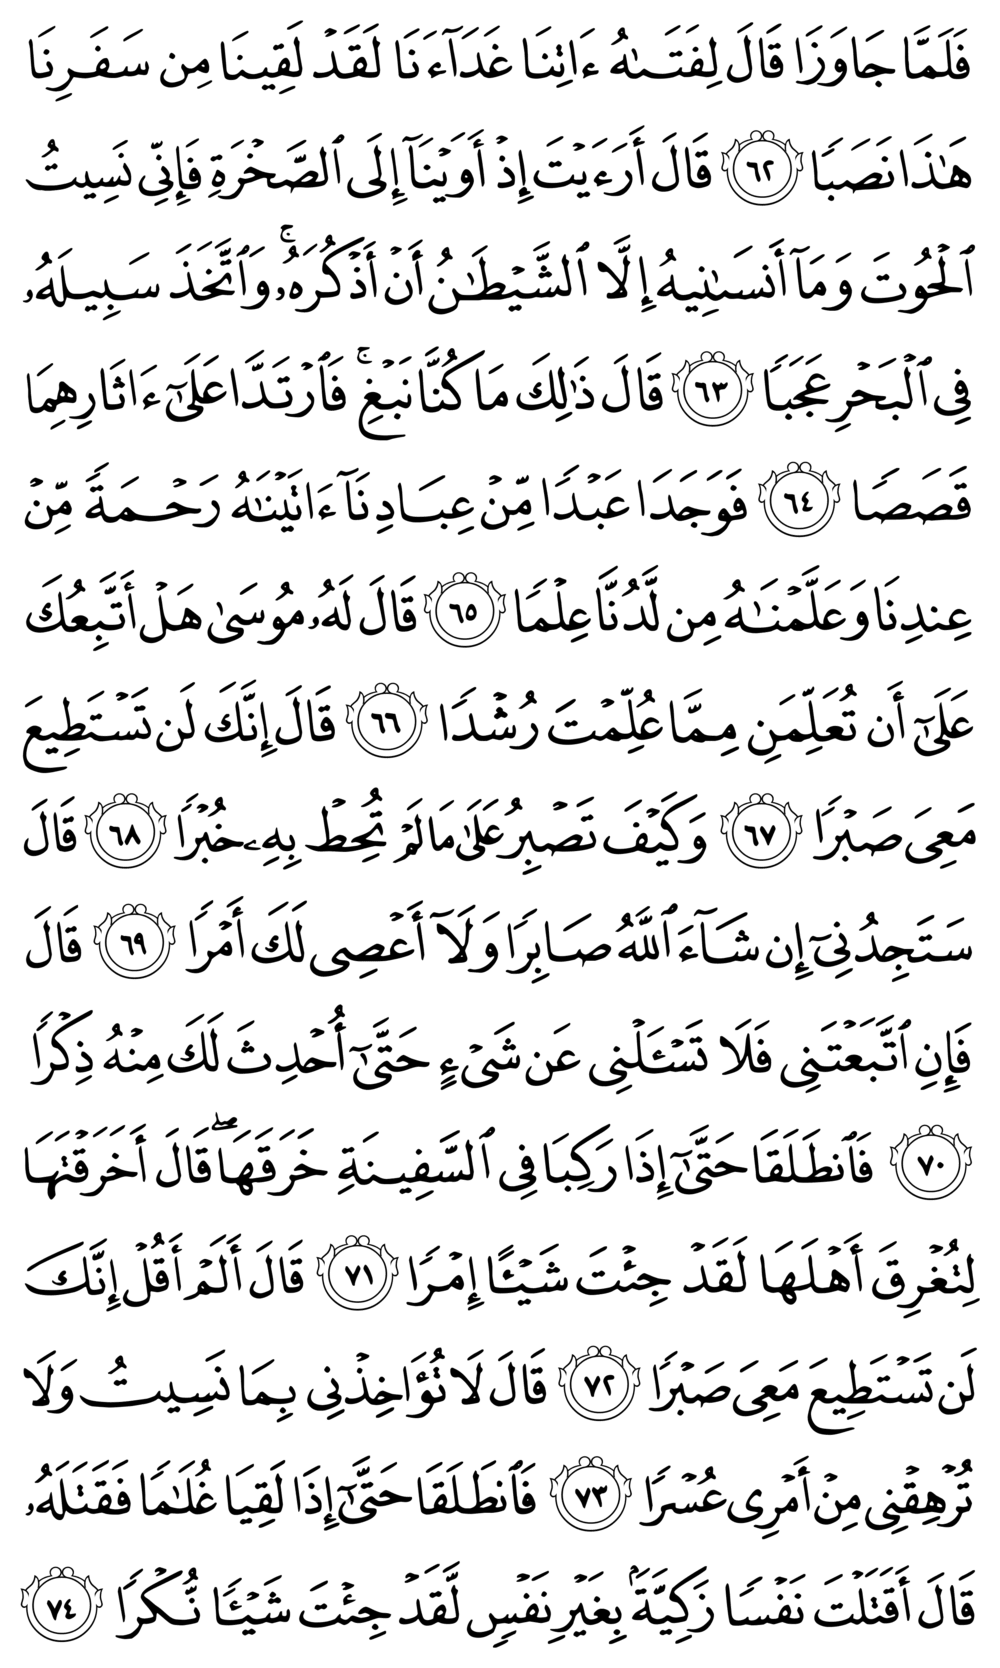 فَلَمَّا جَاوَزَا قَالَ لِفَتَىٰهُ ءَاتِنَا غَدَآءَنَا لَقَدۡ لَقِينَا مِن سَفَرِنَا
هَٰذَا نَصَبٗا ٦٢ قَالَ أَرَءَيۡتَ إِذۡ أَوَيۡنَآ إِلَى ٱلصَّخۡرَةِ فَإِنِّي نَسِيتُ
ٱلۡحُوتَ وَمَآ أَنسَىٰنِيهُ إِلَّا ٱلشَّيۡطَٰنُ أَنۡ أَذۡكُرَهُۥۚ وَٱتَّخَذَ سَبِيلَهُۥ
فِي ٱلۡبَحۡرِ عَجَبٗا ٦٣ قَالَ ذَٰلِكَ مَا كُنَّا نَبۡغِۚ فَٱرۡتَدَّا عَلَىٰٓ ءَاثَارِهِمَا
قَصَصٗا ٦٤ فَوَجَدَا عَبۡدٗا مِّنۡ عِبَادِنَآ ءَاتَيۡنَٰهُ رَحۡمَةٗ مِّنۡ
عِندِنَا وَعَلَّمۡنَٰهُ مِن لَّدُنَّا عِلۡمٗا ٦٥ قَالَ لَهُۥ مُوسَىٰ هَلۡ أَتَّبِعُكَ
عَلَىٰٓ أَن تُعَلِّمَنِ مِمَّا عُلِّمۡتَ رُشۡدٗا ٦٦ قَالَ إِنَّكَ لَن تَسۡتَطِيعَ
مَعِيَ صَبۡرٗا ٦٧ وَكَيۡفَ تَصۡبِرُ عَلَىٰ مَا لَمۡ تُحِطۡ بِهِۦ خُبۡرٗا ٦٨ قَالَ
سَتَجِدُنِيٓ إِن شَآءَ ٱللَّهُ صَابِرٗا وَلَآ أَعۡصِي لَكَ أَمۡرٗا ٦٩ قَالَ
فَإِنِ ٱتَّبَعۡتَنِي فَلَا تَسۡـَٔلۡنِي عَن شَيۡءٍ حَتَّىٰٓ أُحۡدِثَ لَكَ مِنۡهُ ذِكۡرٗا
٧٠ فَٱنطَلَقَا حَتَّىٰٓ إِذَا رَكِبَا فِي ٱلسَّفِينَةِ خَرَقَهَاۖ قَالَ أَخَرَقۡتَهَا
لِتُغۡرِقَ أَهۡلَهَا لَقَدۡ جِئۡتَ شَيۡـًٔا إِمۡرٗا ٧١ قَالَ أَلَمۡ أَقُلۡ إِنَّكَ
لَن تَسۡتَطِيعَ مَعِيَ صَبۡرٗا ٧٢ قَالَ لَا تُؤَاخِذۡنِي بِمَا نَسِيتُ وَلَا
تُرۡهِقۡنِي مِنۡ أَمۡرِي عُسۡرٗا ٧٣ فَٱنطَلَقَا حَتَّىٰٓ إِذَا لَقِيَا غُلَٰمٗا فَقَتَلَهُۥ
قَالَ أَقَتَلۡتَ نَفۡسٗا زَكِيَّةَۢ بِغَيۡرِ نَفۡسٖ لَّقَدۡ جِئۡتَ شَيۡـٔٗا نُّكۡرٗا ٧٤